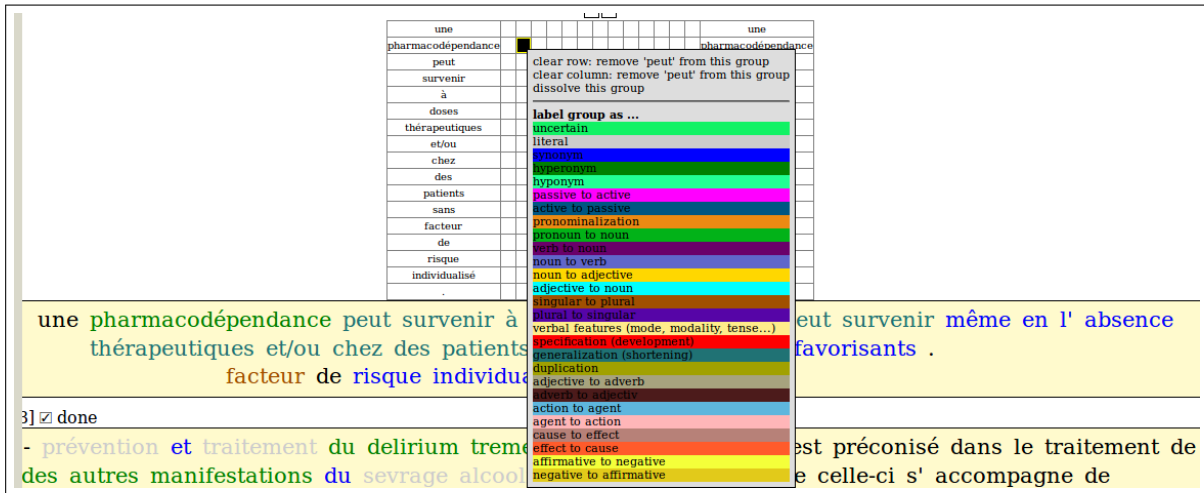 une une
pharmacodépendance pharmacodépendance
peut
survenir
à
doses
thérapeutiques
et/ou
chez
des
patients
sans
facteur
de
risque
individualisé
.
clear row: remove 'peut' from this group
clear column: remove 'peut' from this group
dissolve this group
label group as ...
uncertain
literal
synonym
hyperonym
hyponym
passive to active
active to passive
pronominalization
pronoun to noun
verb to noun
noun to verb
noun to adjective
adjective to noun
singular to plural
plural to singular
verbal features (mode, modality, tense...)
specification (development)
generalization (shortening)
duplication
adjective to adverb
adverb to adjectiv
action to agent
agent to action
cause to effect
effect to cause
affirmative to negative
negative to affirmative
une pharmacodépendance peut survenir à eut survenir même en l' absence
thérapeutiques et/ou chez des patients favorisants .
facteur de risque individua
3] ☑ done
- prévention et traitement du delirium treme est préconisé dans le traitement de
des autres manifestations du sevrage alcool e celle-ci s' accompagne de